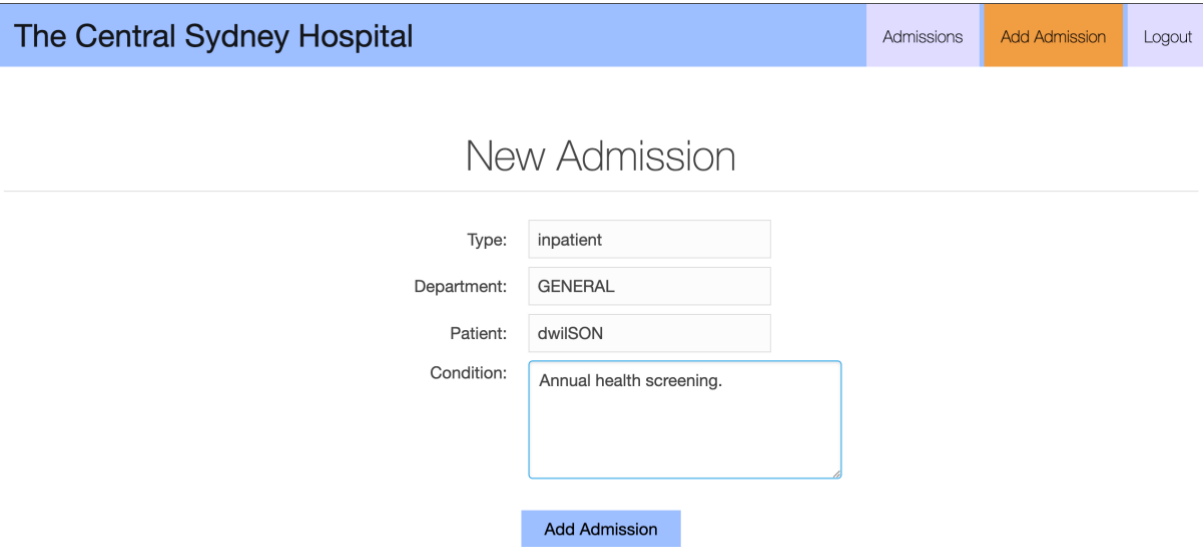 The Central Sydney Hospital
Admissions
Add Admission
Logout
New Admission
Type: inpatient
Department: GENERAL
Patient: dwilSON
Condition: Annual health screening.
Add Admission